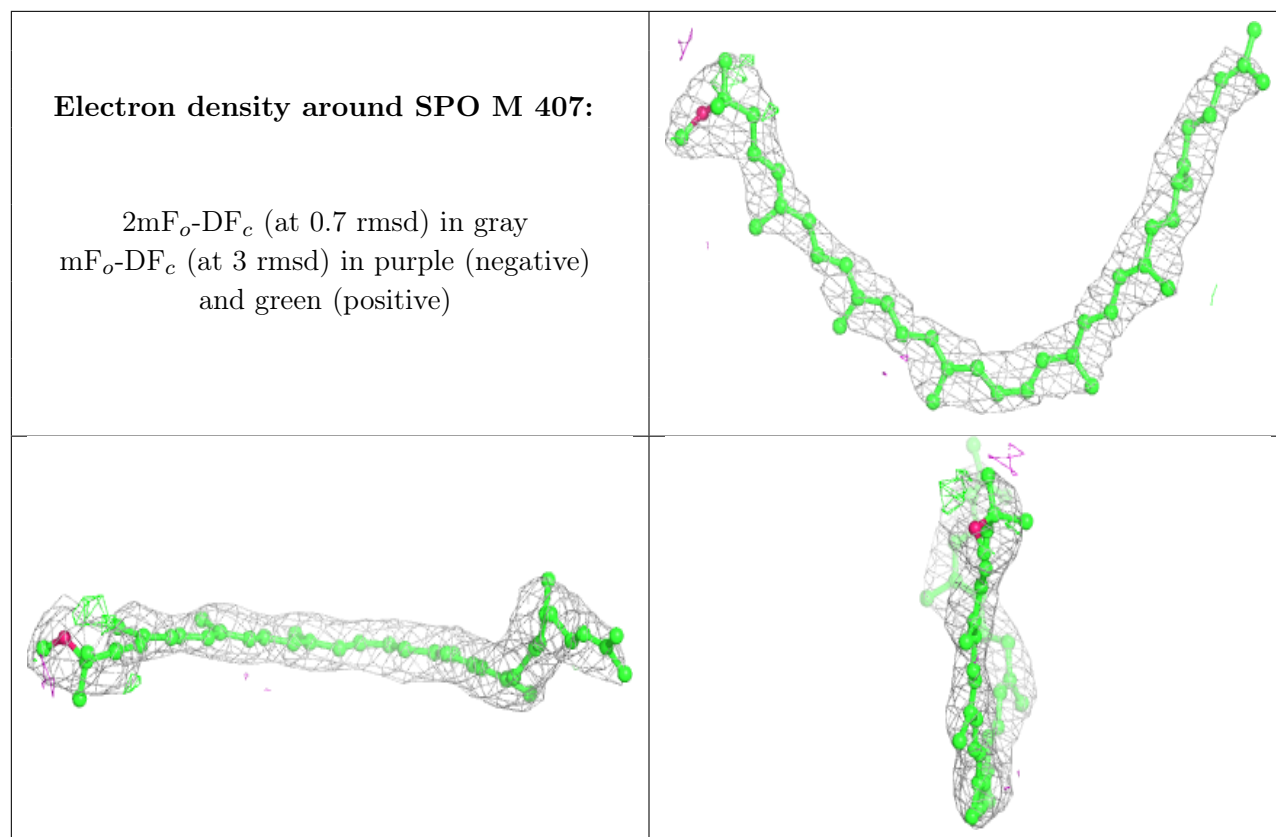 Electron density around SPO M 407:
2mFo-DFc (at 0.7 rmsd) in gray
mFo-DFc (at 3 rmsd) in purple (negative)
and green (positive)